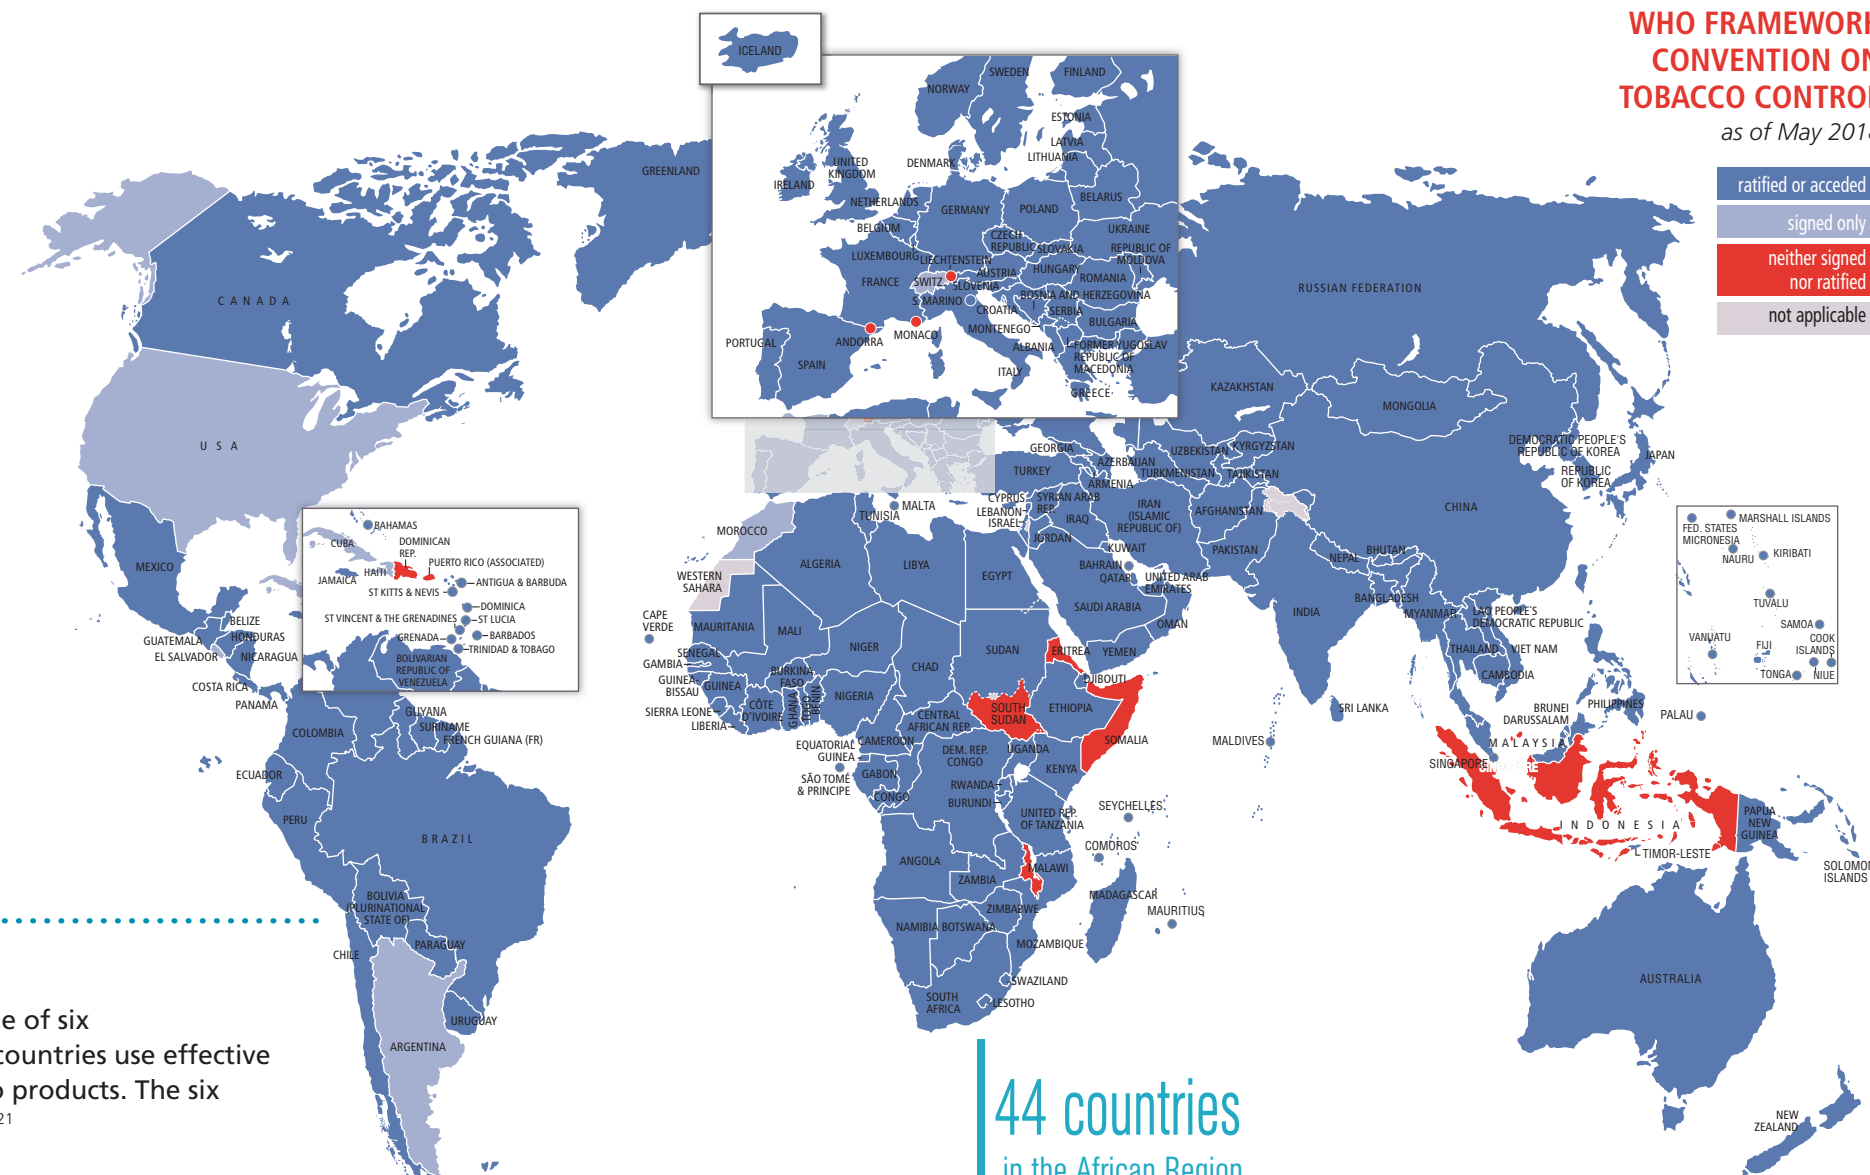 WHO FRAMEWORK
CONVENTION ON
TOBACCO CONTROL
as of May 2018
ratified or acceded
signed only
neither signed
nor ratified
not applicable
ICELAND
NORWAY
SWEDEN
FINLAND
ESTONIA
LATVIA
LITHUANIA
DENMARK
UNITED
KINGDOM
IRELAND
NETHERLANDS
BELGIUM
GERMANY
POLAND
BELARUS
UKRAINE
CZECH
REPUBLIC
SLOVAKIA
REPUBLIC OF
MOLDOVA
LUXEMBOURG
LIECHTENSTEIN
AUSTRIA
HUNGARY
ROMANIA
FRANCE
SWITZ.
SLOVENIA
S. MARINO
CROATIA
BOSNIA AND HERZEGOVINA
SERBIA
BULGARIA
MONTENEGO
MONACO
ANDORRA
PORTUGAL
SPAIN
ALBANIA
FORMER YUGOSLAV
REPUBLIC OF
MACEDONIA
ITALY
GREECE
GREENLAND
CANADA
USA
MEXICO
BAHAMAS
CUBA
DOMINICAN
REP.
PUERTO RICO (ASSOCIATED)
HAITI
JAMAICA
ANTIGUA & BARBUDA
ST KITTS & NEVIS
DOMINICA
ST VINCENT & THE GRENADINES
ST LUCIA
GRENADA
BARBADOS
TRINIDAD & TOBAGO
BOLIVARIAN
REPUBLIC OF
VENEZUELA
BELIZE
GUATEMALA
HONDURAS
EL SALVADOR
NICARAGUA
COSTA RICA
PANAMA
COLOMBIA
GUYANA
SURINAME
FRENCH GUIANA (FR)
ECUADOR
PERU
BRAZIL
BOLIVIA
(PLURINATIONAL
STATE OF)
PARAGUAY
CHILE
URUGUAY
ARGENTINA
RUSSIAN FEDERATION
KAZAKHSTAN
MONGOLIA
GEORGIA
AZERBAIJAN
ARMENIA
TURKEY
UZBEKISTAN
KYRGYZSTAN
TURKMENISTAN
TAJIKISTAN
DEMOCRATIC PEOPLE'S
REPUBLIC OF KOREA
REPUBLIC
OF KOREA
JAPAN
CHINA
CYPRUS
SYRIAN ARAB
REP.
LEBANON
ISRAEL
IRAQ
JORDAN
IRAN
(ISLAMIC
REPUBLIC OF)
AFGHANISTAN
KUWAIT
PAKISTAN
BAHRAIN
QATAR
UNITED ARAB
EMIRATES
SAUDI ARABIA
OMAN
YEMEN
NEPAL
BHUTAN
BANGLADESH
INDIA
MYANMAR
LAO PEOPLE'S
DEMOCRATIC REPUBLIC
THAILAND
VIET NAM
CAMBODIA
SRI LANKA
MALDIVES
BRUNEI
DARUSSALAM
PHILIPPINES
PALAU
MALAYSIA
SINGAPORE
INDONESIA
TIMOR-LESTE
PAPUA
NEW
GUINEA
SOLOMON
ISLANDS
AUSTRALIA
NEW
ZEALAND
FED. STATES
MICRONESIA
MARSHALL ISLANDS
NAURU
KIRIBATI
TUVALU
SAMOA
VANUATU
FIJI
COOK
ISLANDS
TONGA
NIUE
MALTA
TUNISIA
MOROCCO
WESTERN
SAHARA
ALGERIA
LIBYA
EGYPT
CAPE
VERDE
MAURITANIA
MALI
NIGER
CHAD
SUDAN
ERITREA
DJIBOUTI
SENEGAL
GAMBIA
GUINEA-
BISSAU
GUINEA
BURKINA
FASO
SIERRA LEONE
LIBERIA
CÔTE
D'IVOIRE
GHANA
TOGO
BENIN
NIGERIA
CENTRAL
AFRICAN REP.
SOUTH
SUDAN
ETHIOPIA
SOMALIA
CAMEROON
EQUATORIAL
GUINEA
SÃO TOMÉ
& PRINCIPE
GABON
CONGO
DEM. REP.
CONGO
UGANDA
KENYA
RWANDA
BURUNDI
UNITED REP.
OF TANZANIA
SEYCHELLES
COMOROS
ANGOLA
ZAMBIA
MALAWI
MADAGASCAR
MAURITIUS
ZIMBABWE
NAMIBIA
BOTSWANA
MOZAMBIQUE
SWAZILAND
SOUTH
AFRICA
LESOTHO
e of six
countries use effective
o products. The six
21
44 countries
in the African Region